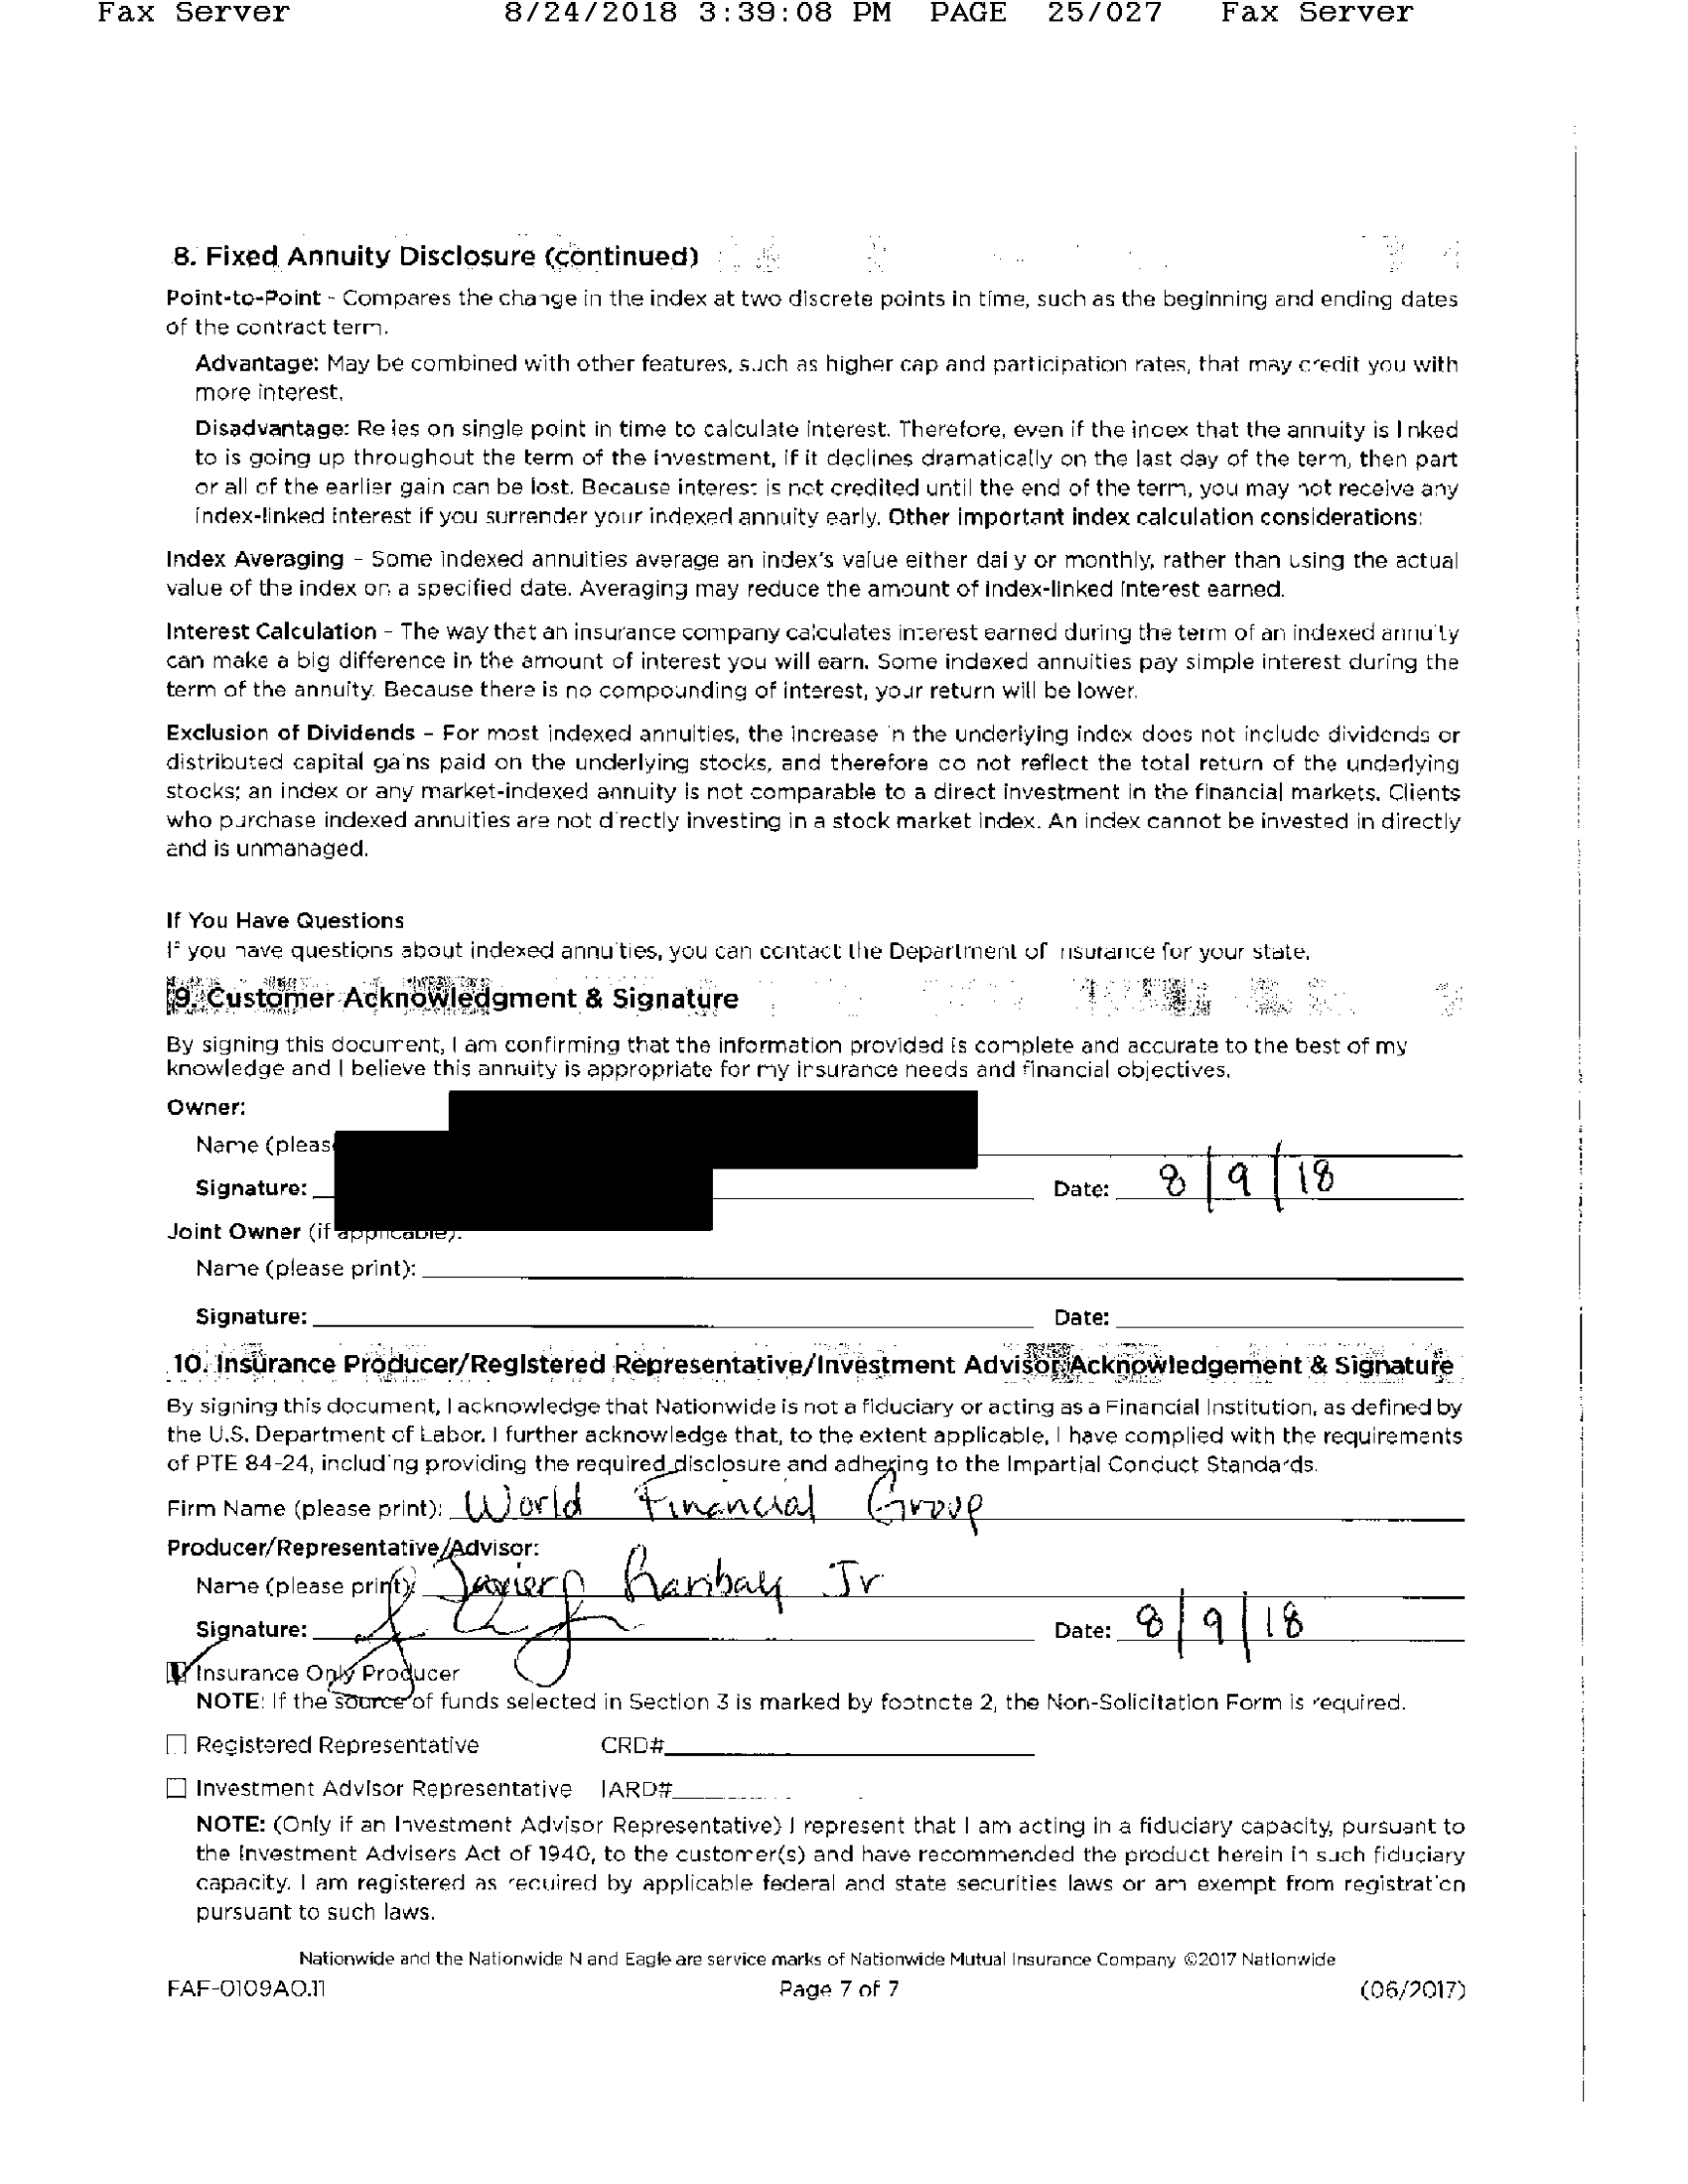 Fax Server 8/24/2018 3:39:08 PM PAGE 25/027 Fax Server
8. Fixed Annuity Disclosure (continued)
Point-to-Point - Compares the change in the index at two discrete points in time, such as the beginning and ending dates
of the contract term.
Advantage: May be combined with other features, such as higher cap and participation rates, that may credit you with
more interest.
Disadvantage: Relies on single point in time to calculate interest. Therefore, even if the index that the annuity is linked
to is going up throughout the term of the investment, if it declines dramatically on the last day of the term, then part
or all of the earlier gain can be lost. Because interest is not credited until the end of the term, you may not receive any
index-linked interest if you surrender your indexed annuity early. Other important index calculation considerations:
Index Averaging - Some indexed annuities average an index's value either daily or monthly, rather than using the actual
value of the index on a specified date. Averaging may reduce the amount of index-linked interest earned.
Interest Calculation - The way that an insurance company calculates interest earned during the term of an indexed annuity
can make a big difference in the amount of interest you will earn. Some indexed annuities pay simple interest during the
term of the annuity. Because there is no compounding of interest, your return will be lower.
Exclusion of Dividends - For most indexed annuities, the increase in the underlying index does not include dividends or
distributed capital gains paid on the underlying stocks, and therefore do not reflect the total return of the underlying
stocks; an index or any market-indexed annuity is not comparable to a direct investment in the financial markets. Clients
who purchase indexed annuities are not directly investing in a stock market index. An index cannot be invested in directly
and is unmanaged.
If You Have Questions
If you have questions about indexed annuities, you can contact the Department of Insurance for your state.
9. Customer Acknowledgment & Signature
By signing this document, I am confirming that the information provided is complete and accurate to the best of my
knowledge and I believe this annuity is appropriate for my insurance needs and financial objectives.
Owner:
Name (pleas
Signature: Date: 8/9/18
Joint Owner (if applicable):
Name (please print):
Signature: Date:
10. Insurance Producer/Registered Representative/Investment Advisor Acknowledgement & Signature
By signing this document, I acknowledge that Nationwide is not a fiduciary or acting as a Financial Institution, as defined by
the U.S. Department of Labor. I further acknowledge that, to the extent applicable, I have complied with the requirements
of PTE 84-24, including providing the required disclosure and adhering to the Impartial Conduct Standards.
Firm Name (please print): World Financial Group
Producer/Representative/Advisor:
Name (please print): Javier Garibay Jr
Signature: Date: 8/9/18
Insurance Only Producer
NOTE: If the source of funds selected in Section 3 is marked by footnote 2, the Non-Solicitation Form is required.
Registered Representative CRD#
Investment Advisor Representative IARD#
NOTE: (Only if an Investment Advisor Representative) I represent that I am acting in a fiduciary capacity, pursuant to
the Investment Advisers Act of 1940, to the customer(s) and have recommended the product herein in such fiduciary
capacity. I am registered as required by applicable federal and state securities laws or am exempt from registration
pursuant to such laws.
Nationwide and the Nationwide N and Eagle are service marks of Nationwide Mutual Insurance Company ©2017 Nationwide
FAF-0109AO.11 Page 7 of 7 (06/2017)